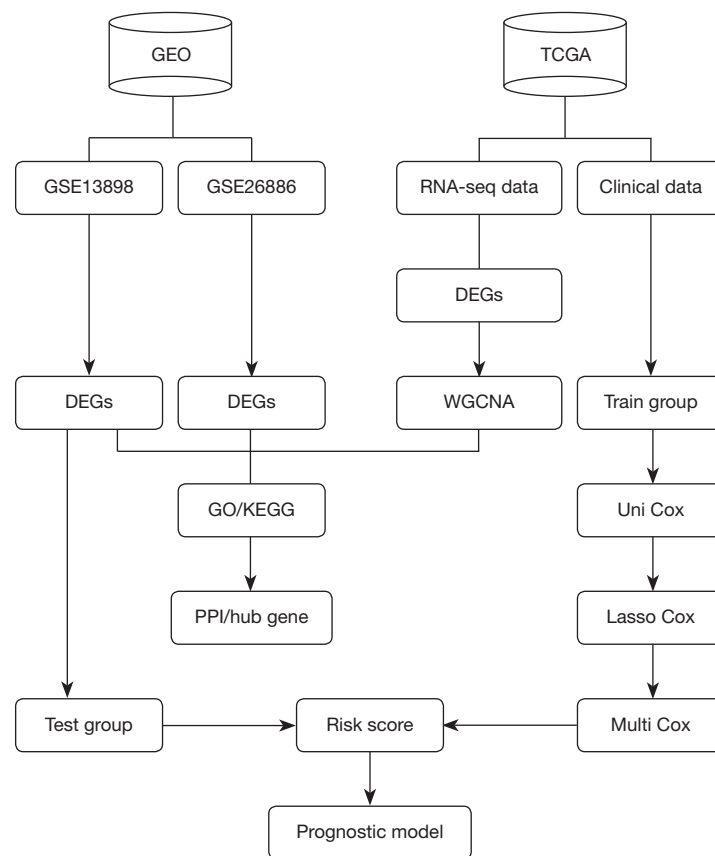 GEO
TCGA
GSE13898
GSE26886
RNA-seq data
Clinical data
DEGs
DEGs
DEGs
WGCNA
Train group
GO/KEGG
Uni Cox
PPI/hub gene
Lasso Cox
Test group
Risk score
Multi Cox
Prognostic model